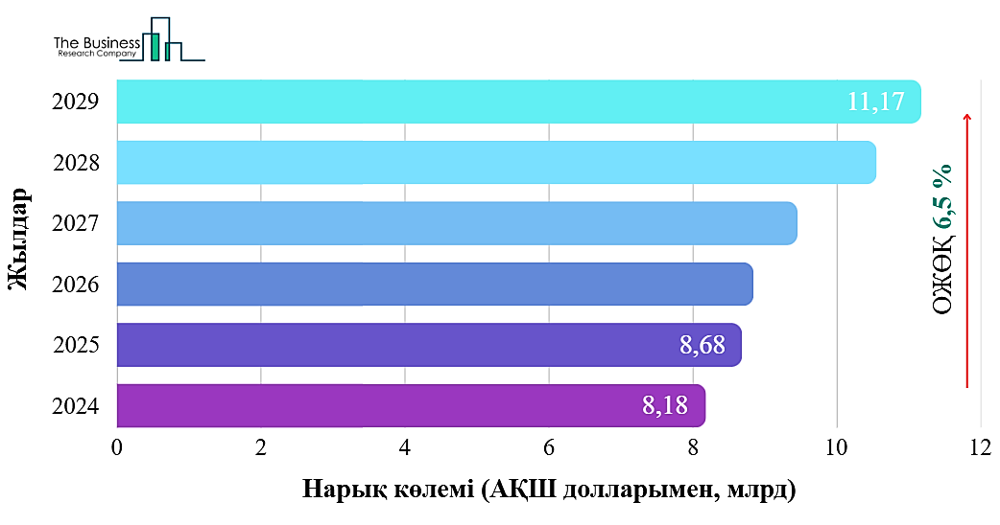 The Business
Research Company
Жылдар
2029
11,17
2028
2027
2026
2025
8,68
2024
8,18
ОЖӨҚ 6,5 %
0 2 4 6 8 10 12
Нарық көлемі (АҚШ долларымен, млрд)